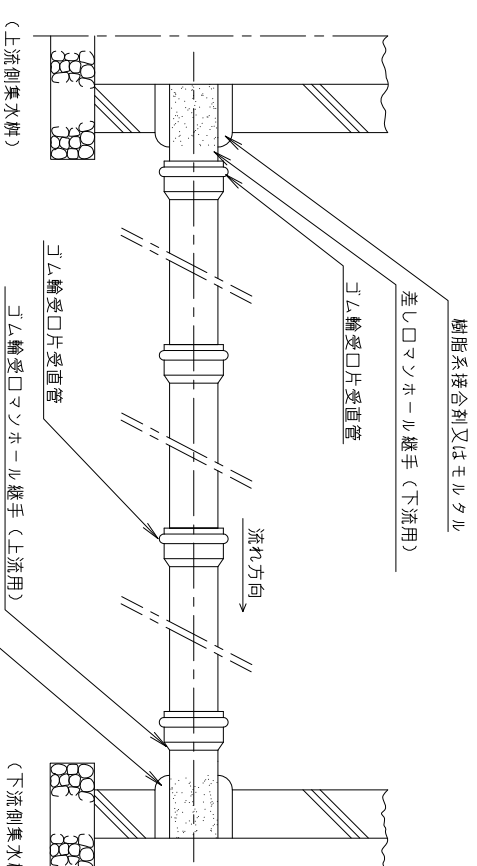 樹脂系接合剤又はモルタル
差し口マンホール継手（下流用）
ゴム輪受口片受直管
流れ方向
ゴム輪受口片受直管
ゴム輪受口マンホール継手（上流用）
（上流側集水桝）
（下流側集水